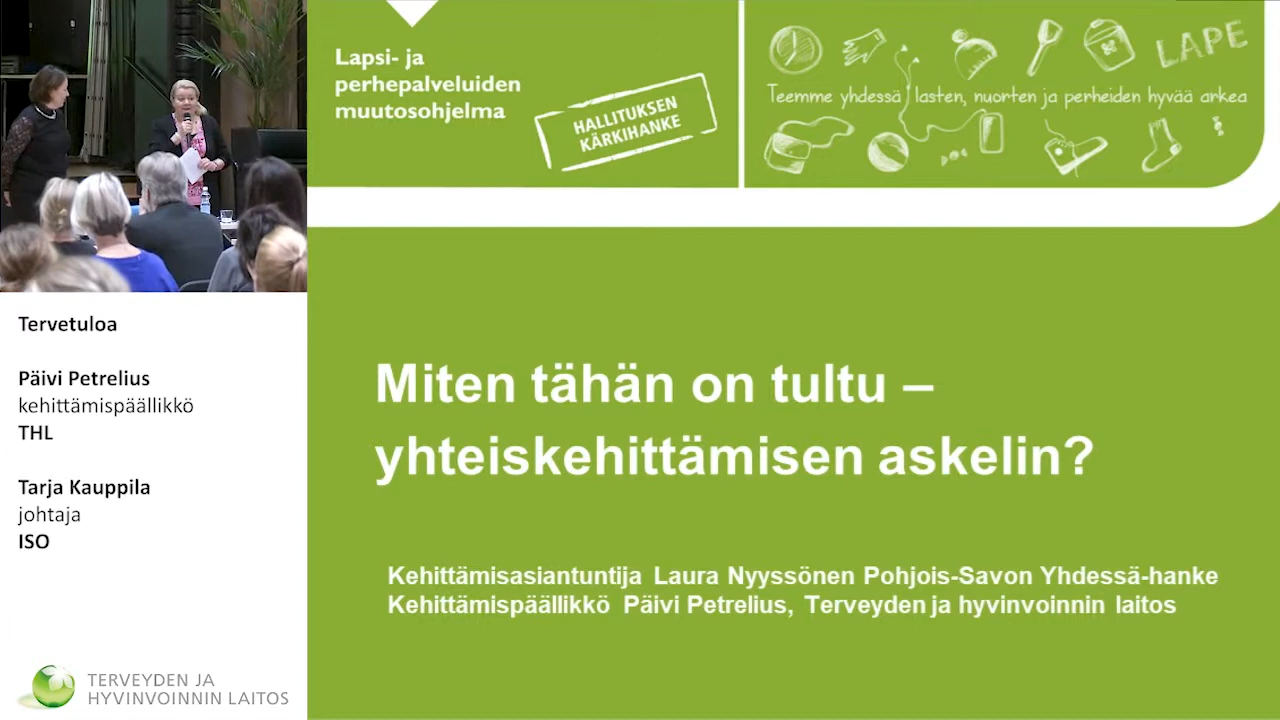 Lapsi- ja
perhepalveluiden
muutosohjelma
HALLITUKSEN
KÄRKIHANKE
LAPE
Teemme yhdessä lasten, nuorten ja perheiden hyvää arkea
Tervetuloa
Päivi Petrelius
kehittämispäällikkö
THL
Tarja Kauppila
johtaja
ISO
TERVEYDEN JA
HYVINVOINNIN LAITOS
Miten tähän on tultu –
yhteiskehittämisen askelin?
Kehittämisasiantuntija Laura Nyyssönen Pohjois-Savon Yhdessä-hanke
Kehittämispäällikkö Päivi Petrelius, Terveyden ja hyvinvoinnin laitos